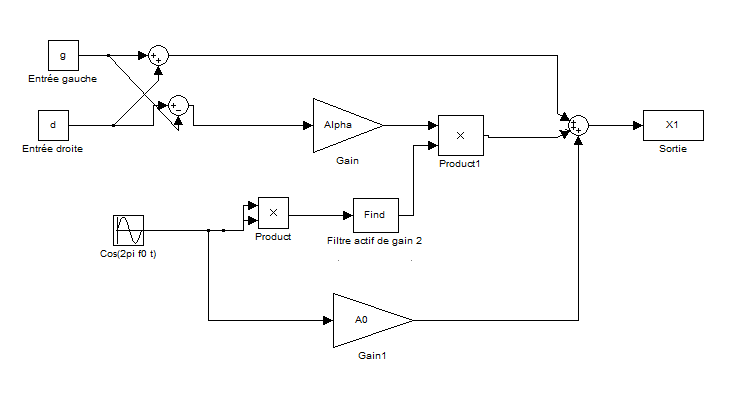 g
Entrée gauche
d
Entrée droite
Alpha
Gain
×
Product1
X1
Sortie
×
Product
Find
Filtre actif de gain 2
Cos(2pi f0 t)
A0
Gain1